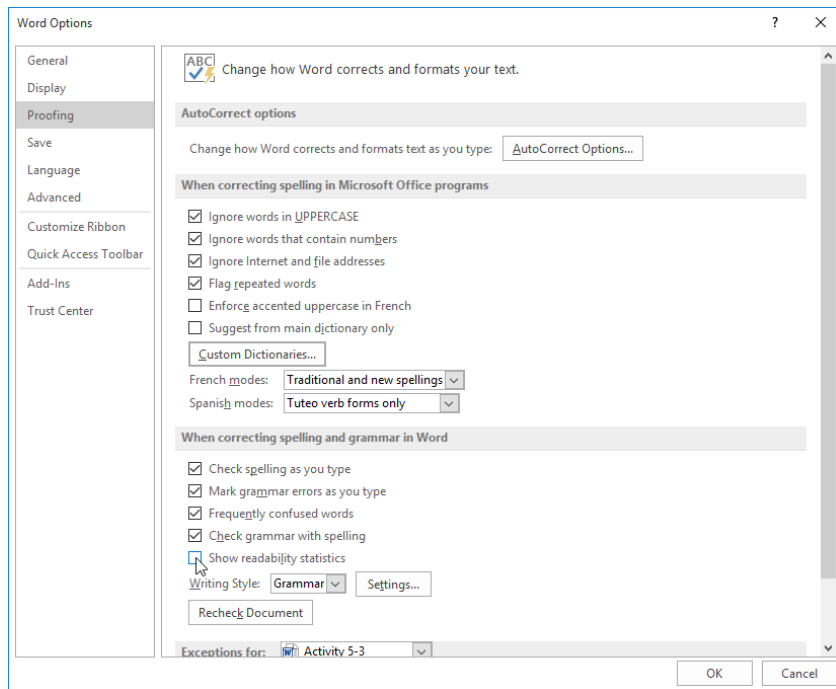 Word Options
General
Display
Proofing
Save
Language
Advanced
Customize Ribbon
Quick Access Toolbar
Add-Ins
Trust Center
ABC
Change how Word corrects and formats your text.
AutoCorrect options
Change how Word corrects and formats text as you type: AutoCorrect Options...
When correcting spelling in Microsoft Office programs
Ignore words in UPPERCASE
Ignore words that contain numbers
Ignore Internet and file addresses
Flag repeated words
Enforce accented uppercase in French
Suggest from main dictionary only
Custom Dictionaries...
French modes: Traditional and new spellings
Spanish modes: Tuteo verb forms only
When correcting spelling and grammar in Word
Check spelling as you type
Mark grammar errors as you type
Frequently confused words
Check grammar with spelling
Show readability statistics
Writing Style: Grammar Settings...
Recheck Document
Exceptions for: Activity 5-3
OK Cancel